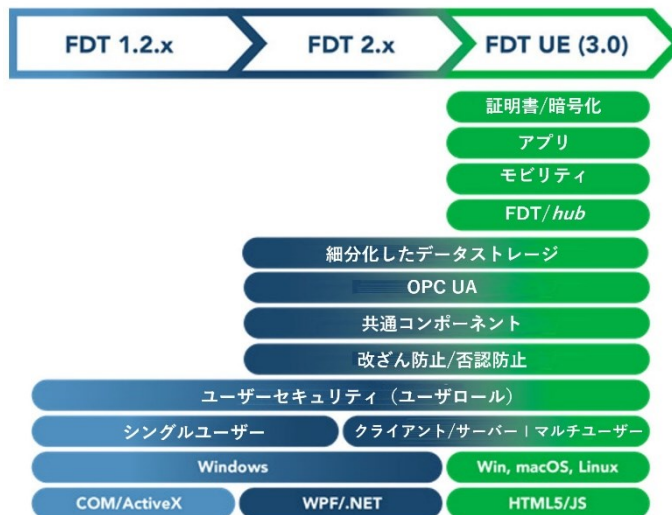 FDT 1.2.x FDT 2.x FDT UE (3.0)
証明書/暗号化
アプリ
モビリティ
FDT/hub
細分化したデータストレージ
OPC UA
共通コンポーネント
改ざん防止/否認防止
ユーザーセキュリティ（ユーザロール）
シングルユーザー クライアント/サーバー | マルチユーザー
Windows Win, macOS, Linux
COM/ActiveX WPF/.NET HTML5/JS